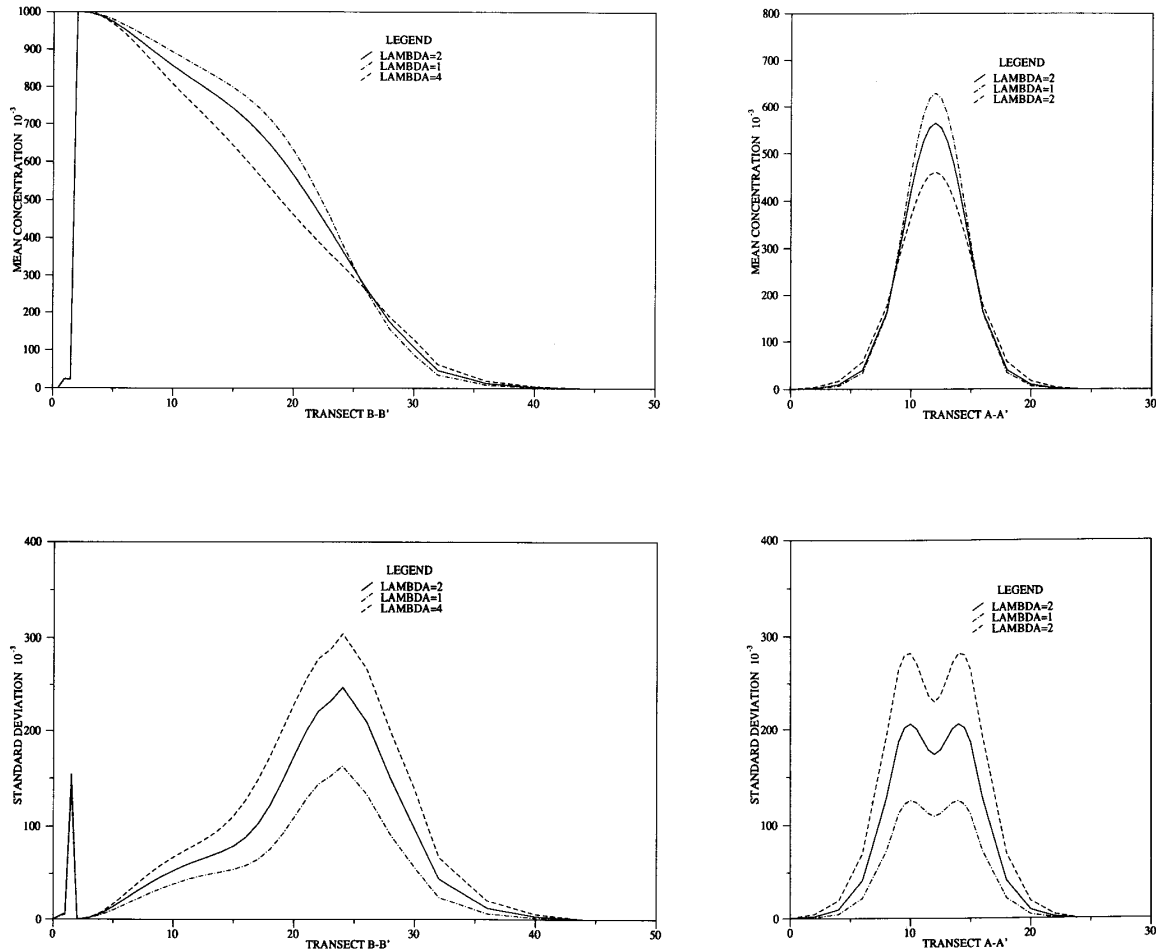 MEAN CONCENTRATION 10⁻³
1000
900
800
700
600
500
400
300
200
100
0
LEGEND
LAMBDA=2
LAMBDA=1
LAMBDA=4
0 10 20 30 40 50
TRANSECT B-B'
MEAN CONCENTRATION 10⁻³
800
700
600
500
400
300
200
100
0
LEGEND
LAMBDA=2
LAMBDA=1
LAMBDA=2
0 10 20 30
TRANSECT A-A'
STANDARD DEVIATION 10⁻³
400
300
200
100
0
LEGEND
LAMBDA=2
LAMBDA=1
LAMBDA=4
0 10 20 30 40 50
TRANSECT B-B'
STANDARD DEVIATION 10⁻³
400
300
200
100
0
LEGEND
LAMBDA=2
LAMBDA=1
LAMBDA=2
0 10 20 30
TRANSECT A-A'